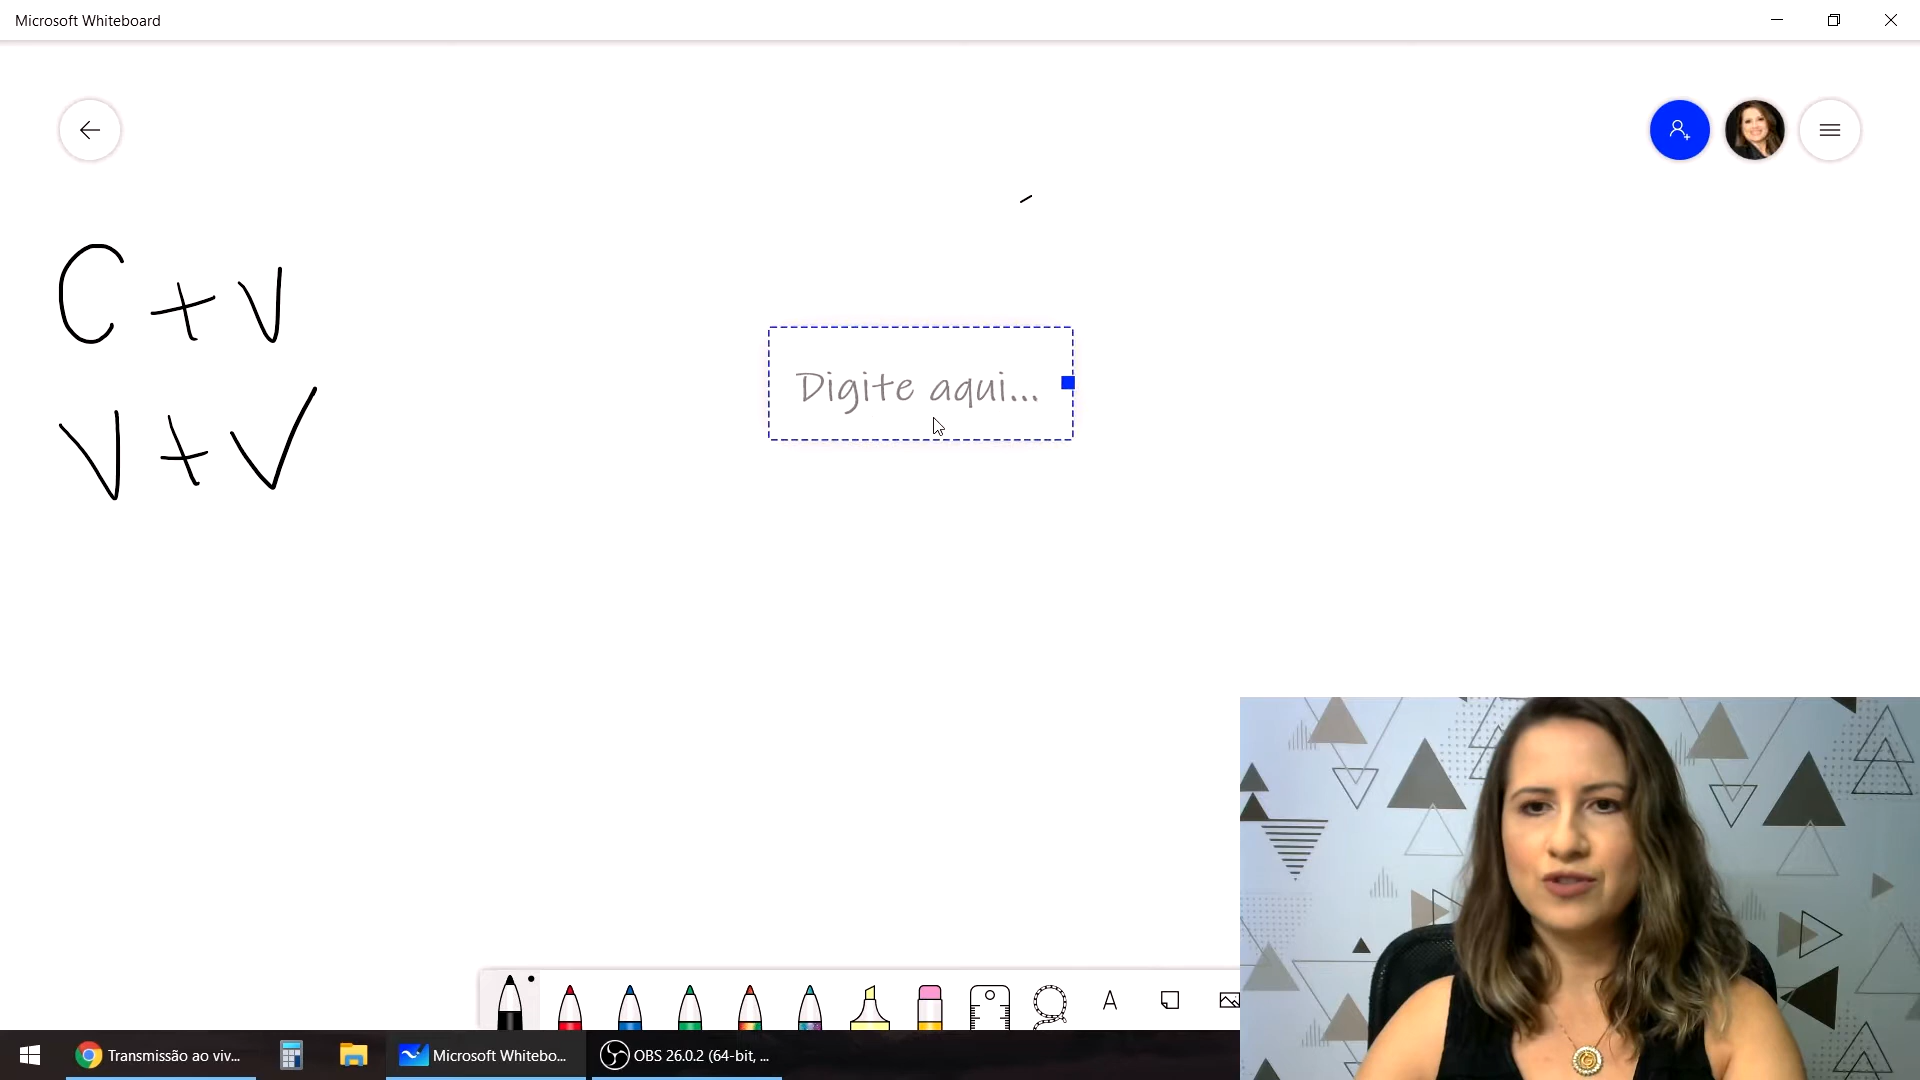 Microsoft Whiteboard
C + V
Digite aqui...
V + V
A
Transmissão ao viv...
Microsoft Whitebo...
OBS 26.0.2 (64-bit, ...